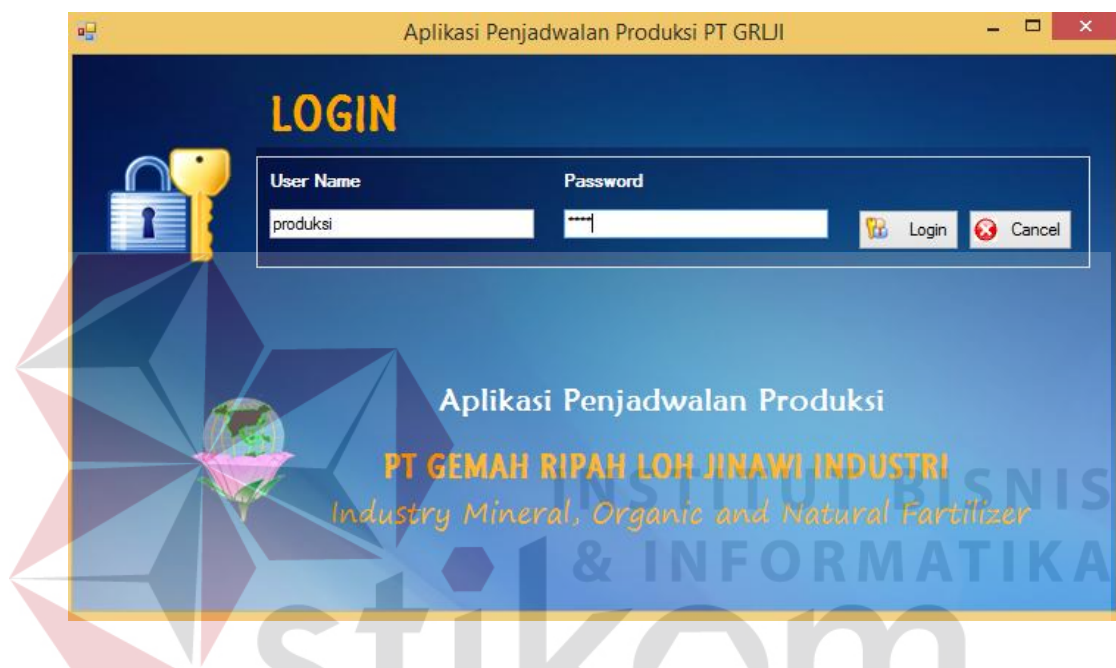 Aplikasi Penjadwalan Produksi PT GRLJI
LOGIN
User Name
Password
produksi
****
Login
Cancel
Aplikasi Penjadwalan Produksi
PT GEMAH RIPAH LOH JINAWI INDUSTRI
Industry Mineral, Organic and Natural Fartilizer
INSTITUT BISNIS
& INFORMATIKA
stikom